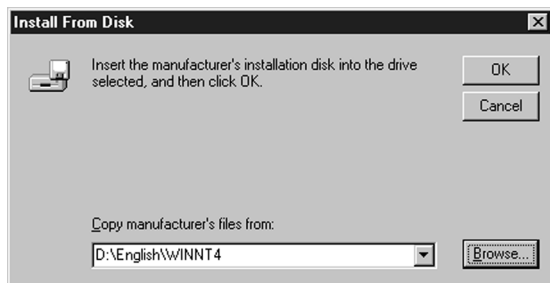 Install From Disk
Insert the manufacturer's installation disk into the drive
selected, and then click OK.
OK
Cancel
Copy manufacturer's files from:
D:\English\WINNT4
Browse...